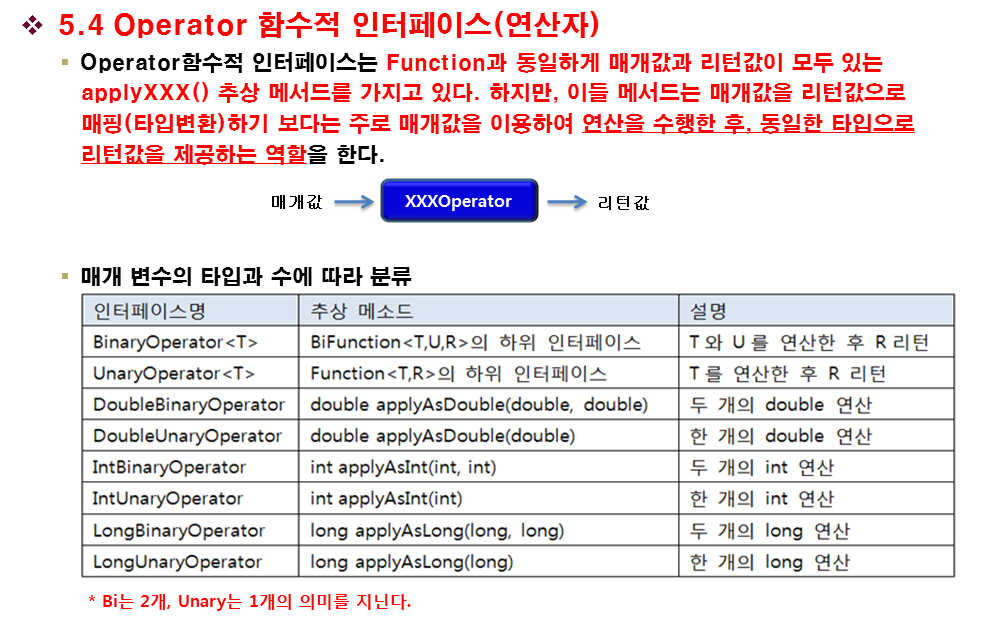 ❖ 5.4 Operator 함수적 인터페이스(연산자)
▪ Operator함수적 인터페이스는 Function과 동일하게 매개값과 리턴값이 모두 있는
applyXXX() 추상 메서드를 가지고 있다. 하지만, 이들 메서드는 매개값을 리턴값으로
매핑(타입변환)하기 보다는 주로 매개값을 이용하여 연산을 수행한 후, 동일한 타입으로
리턴값을 제공하는 역할을 한다.
매개값 XXXOperator 리턴값
▪ 매개 변수의 타입과 수에 따라 분류
인터페이스명 추상 메소드 설명
BinaryOperator<T> BiFunction<T,U,R>의 하위 인터페이스 T와 U를 연산한 후 R리턴
UnaryOperator<T> Function<T,R>의 하위 인터페이스 T를 연산한 후 R 리턴
DoubleBinaryOperator double applyAsDouble(double, double) 두 개의 double 연산
DoubleUnaryOperator double applyAsDouble(double) 한 개의 double 연산
IntBinaryOperator int applyAsInt(int, int) 두 개의 int 연산
IntUnaryOperator int applyAsInt(int) 한 개의 int 연산
LongBinaryOperator long applyAsLong(long, long) 두 개의 long 연산
LongUnaryOperator long applyAsLong(long) 한 개의 long 연산
* Bi는 2개, Unary는 1개의 의미를 지닌다.